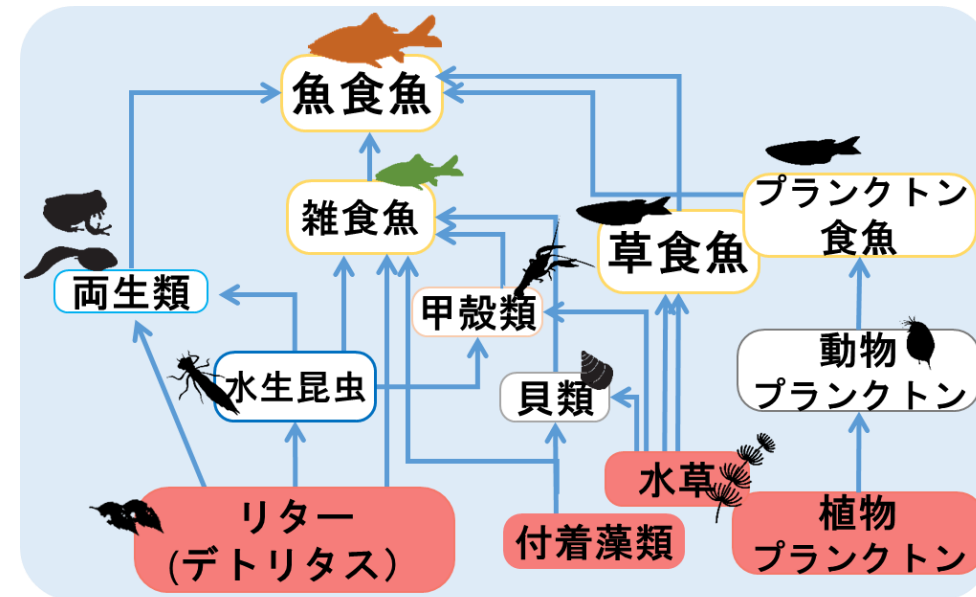 魚食魚
雑食魚
草食魚
プランクトン
食魚
両生類
甲殻類
水生昆虫
貝類
動物
プランクトン
水草
リター
(デトリタス）
付着藻類
植物
プランクトン